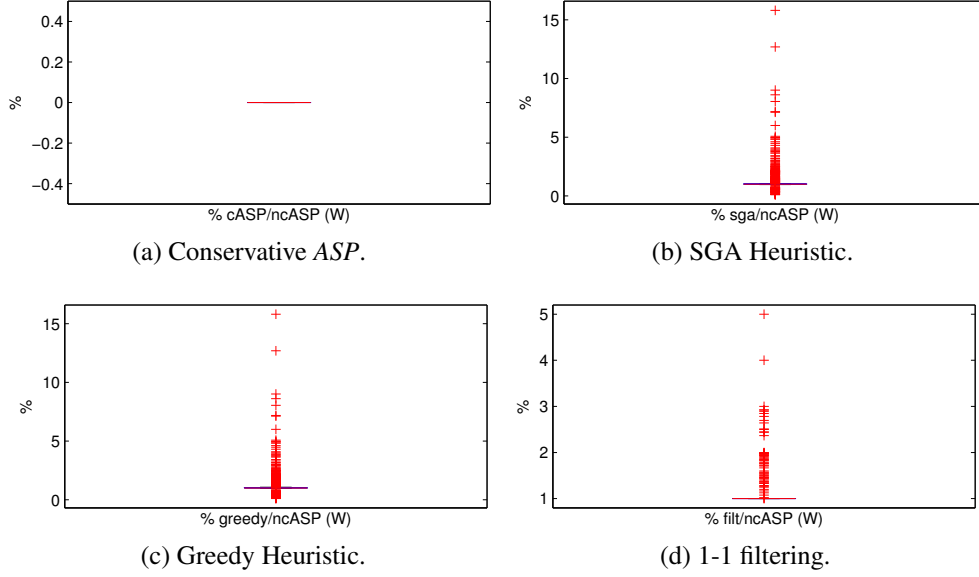 0.4
0.2
0
−0.2
−0.4
%
% cASP/ncASP (W)
(a) Conservative ASP.
15
10
5
0
%
% sga/ncASP (W)
(b) SGA Heuristic.
15
10
5
0
%
% greedy/ncASP (W)
(c) Greedy Heuristic.
5
4
3
2
1
%
% filt/ncASP (W)
(d) 1-1 filtering.